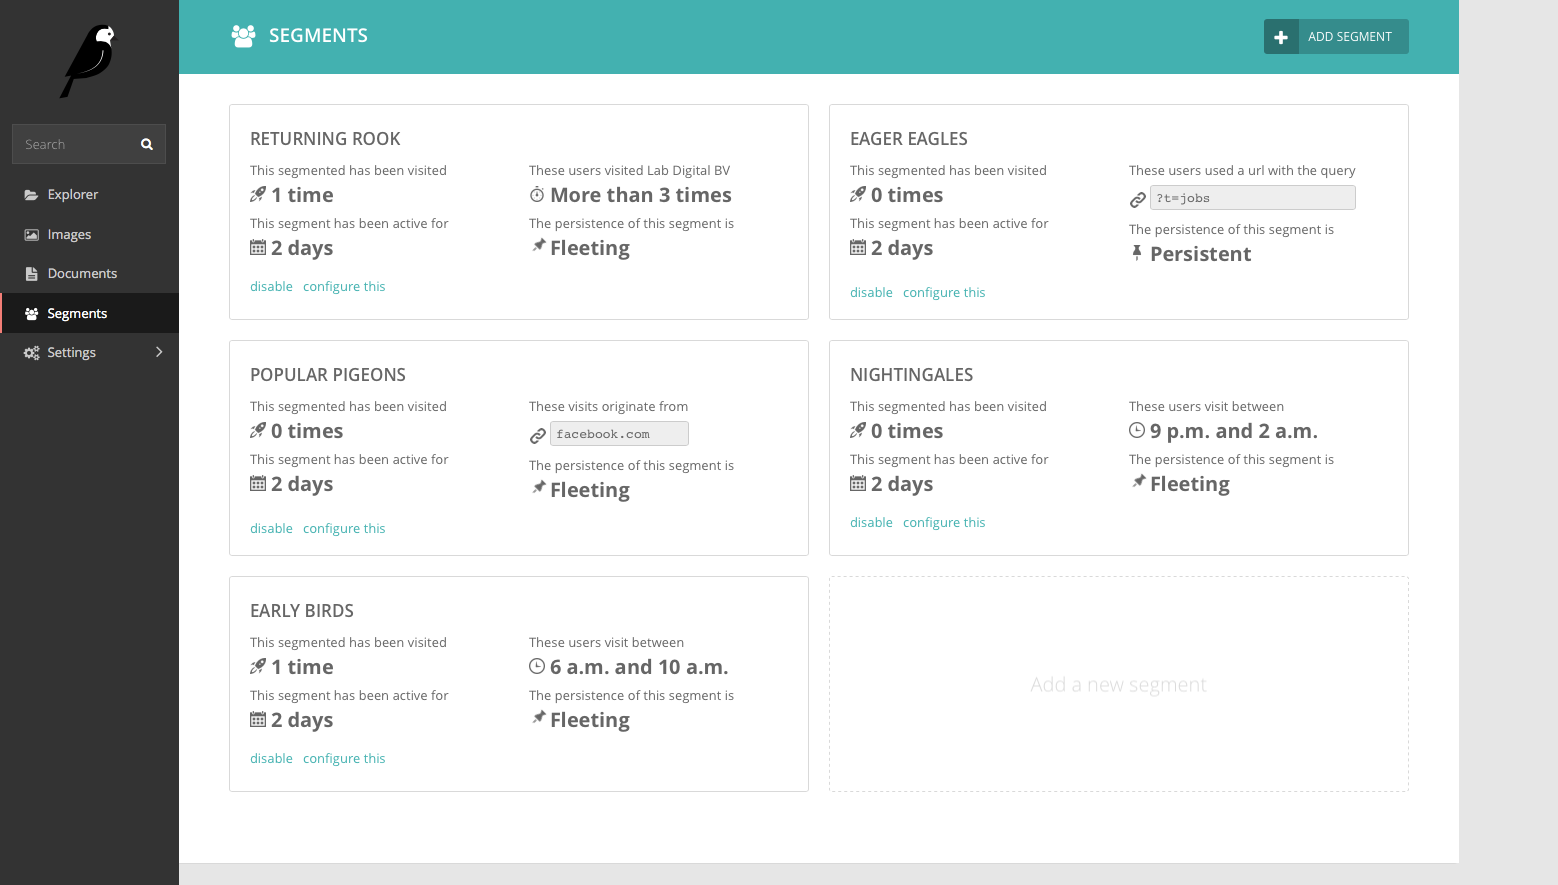 Search
Explorer
Images
Documents
Segments
Settings
SEGMENTS
ADD SEGMENT
RETURNING ROOK
This segmented has been visited
1 time
This segment has been active for
2 days
These users visited Lab Digital BV
More than 3 times
The persistence of this segment is
Fleeting
disable configure this
EAGER EAGLES
This segmented has been visited
0 times
This segment has been active for
2 days
These users used a url with the query
?t=jobs
The persistence of this segment is
Persistent
disable configure this
POPULAR PIGEONS
This segmented has been visited
0 times
This segment has been active for
2 days
These visits originate from
facebook.com
The persistence of this segment is
Fleeting
disable configure this
NIGHTINGALES
This segmented has been visited
0 times
This segment has been active for
2 days
These users visit between
9 p.m. and 2 a.m.
The persistence of this segment is
Fleeting
disable configure this
EARLY BIRDS
This segmented has been visited
1 time
This segment has been active for
2 days
These users visit between
6 a.m. and 10 a.m.
The persistence of this segment is
Fleeting
disable configure this
Add a new segment